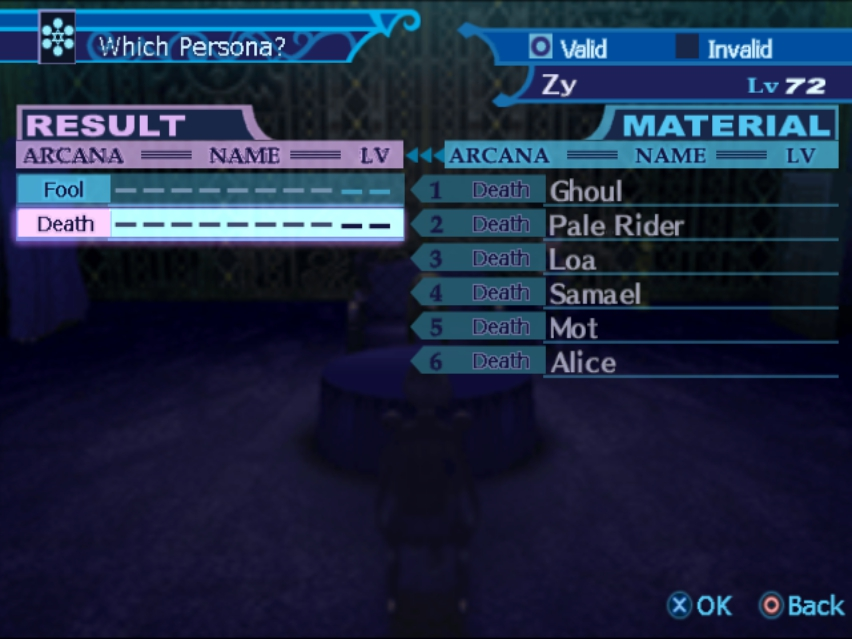 Which Persona?
Valid Invalid
Zy Lv 72
RESULT
ARCANA NAME LV
Fool -- --
Death -- --
MATERIAL
ARCANA NAME LV
1 Death Ghoul
2 Death Pale Rider
3 Death Loa
4 Death Samael
5 Death Mot
6 Death Alice
OK Back